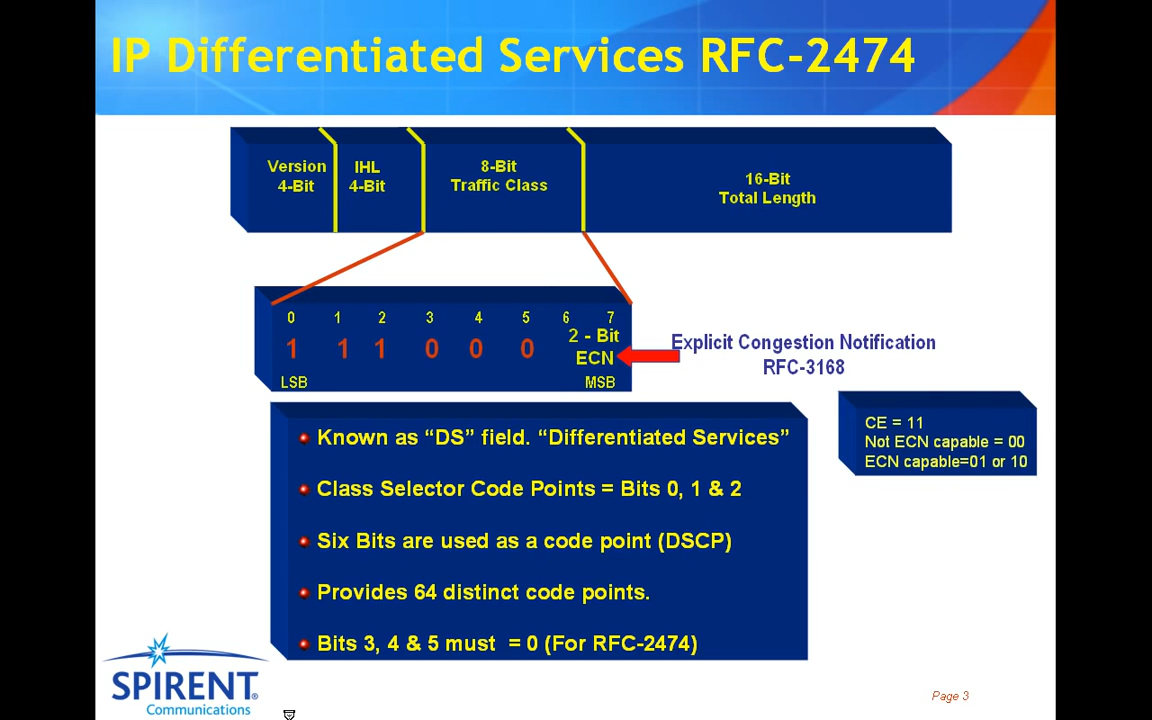 IP Differentiated Services RFC-2474
Version
4-Bit
IHL
4-Bit
8-Bit
Traffic Class
16-Bit
Total Length
0 1 2 3 4 5 6 7
1 1 1 0 0 0
2 - Bit
ECN
LSB
MSB
Explicit Congestion Notification
RFC-3168
CE = 11
Not ECN capable = 00
ECN capable=01 or 10
Known as “DS” field. “Differentiated Services”
Class Selector Code Points = Bits 0, 1 & 2
Six Bits are used as a code point (DSCP)
Provides 64 distinct code points.
Bits 3, 4 & 5 must = 0 (For RFC-2474)
SPIRENT®
Communications
Page 3